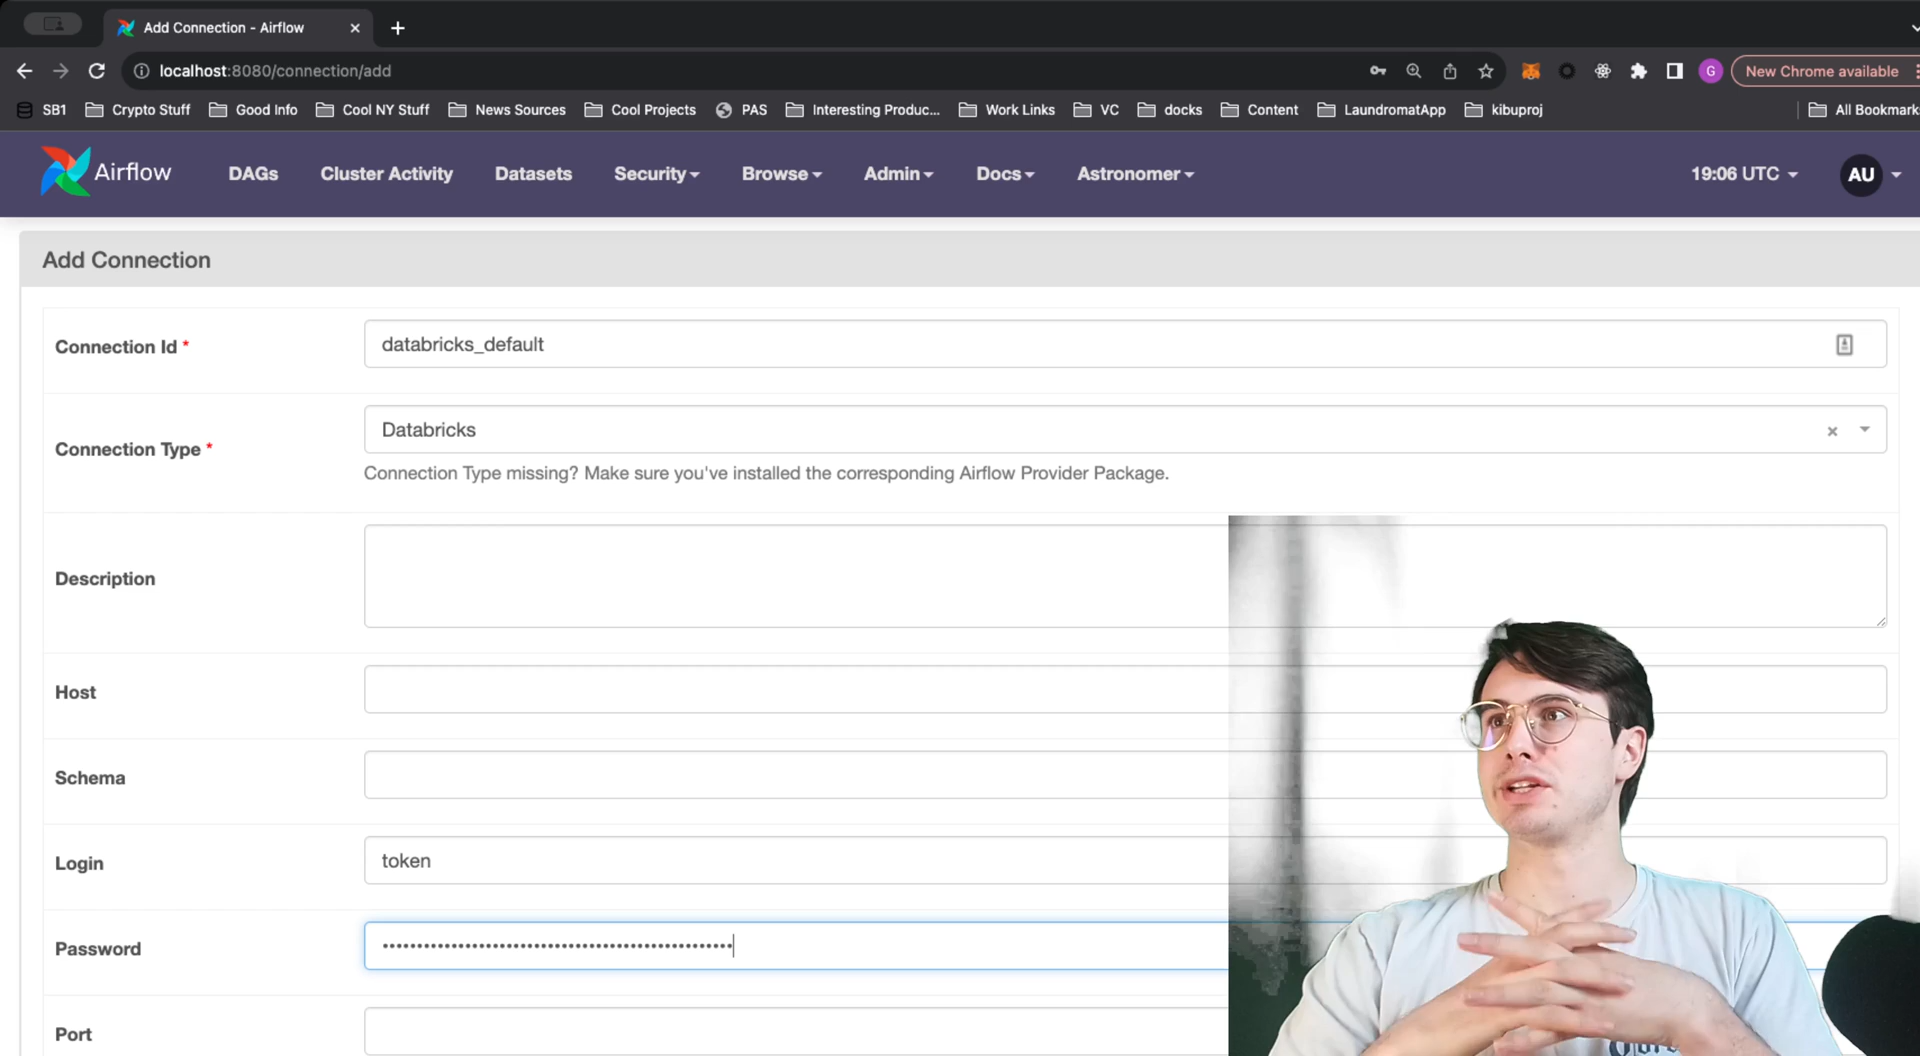 Add Connection - Airflow
localhost:8080/connection/add
G
New Chrome available
SB1
Crypto Stuff
Good Info
Cool NY Stuff
News Sources
Cool Projects
PAS
Interesting Produc...
Work Links
VC
docks
Content
LaundromatApp
kibuproj
All Bookmark
Airflow
DAGs
Cluster Activity
Datasets
Security
Browse
Admin
Docs
Astronomer
19:06 UTC
AU
Add Connection
Connection Id *
databricks_default
Connection Type *
Databricks
Connection Type missing? Make sure you've installed the corresponding Airflow Provider Package.
Description
Host
Schema
Login
token
Password
Port